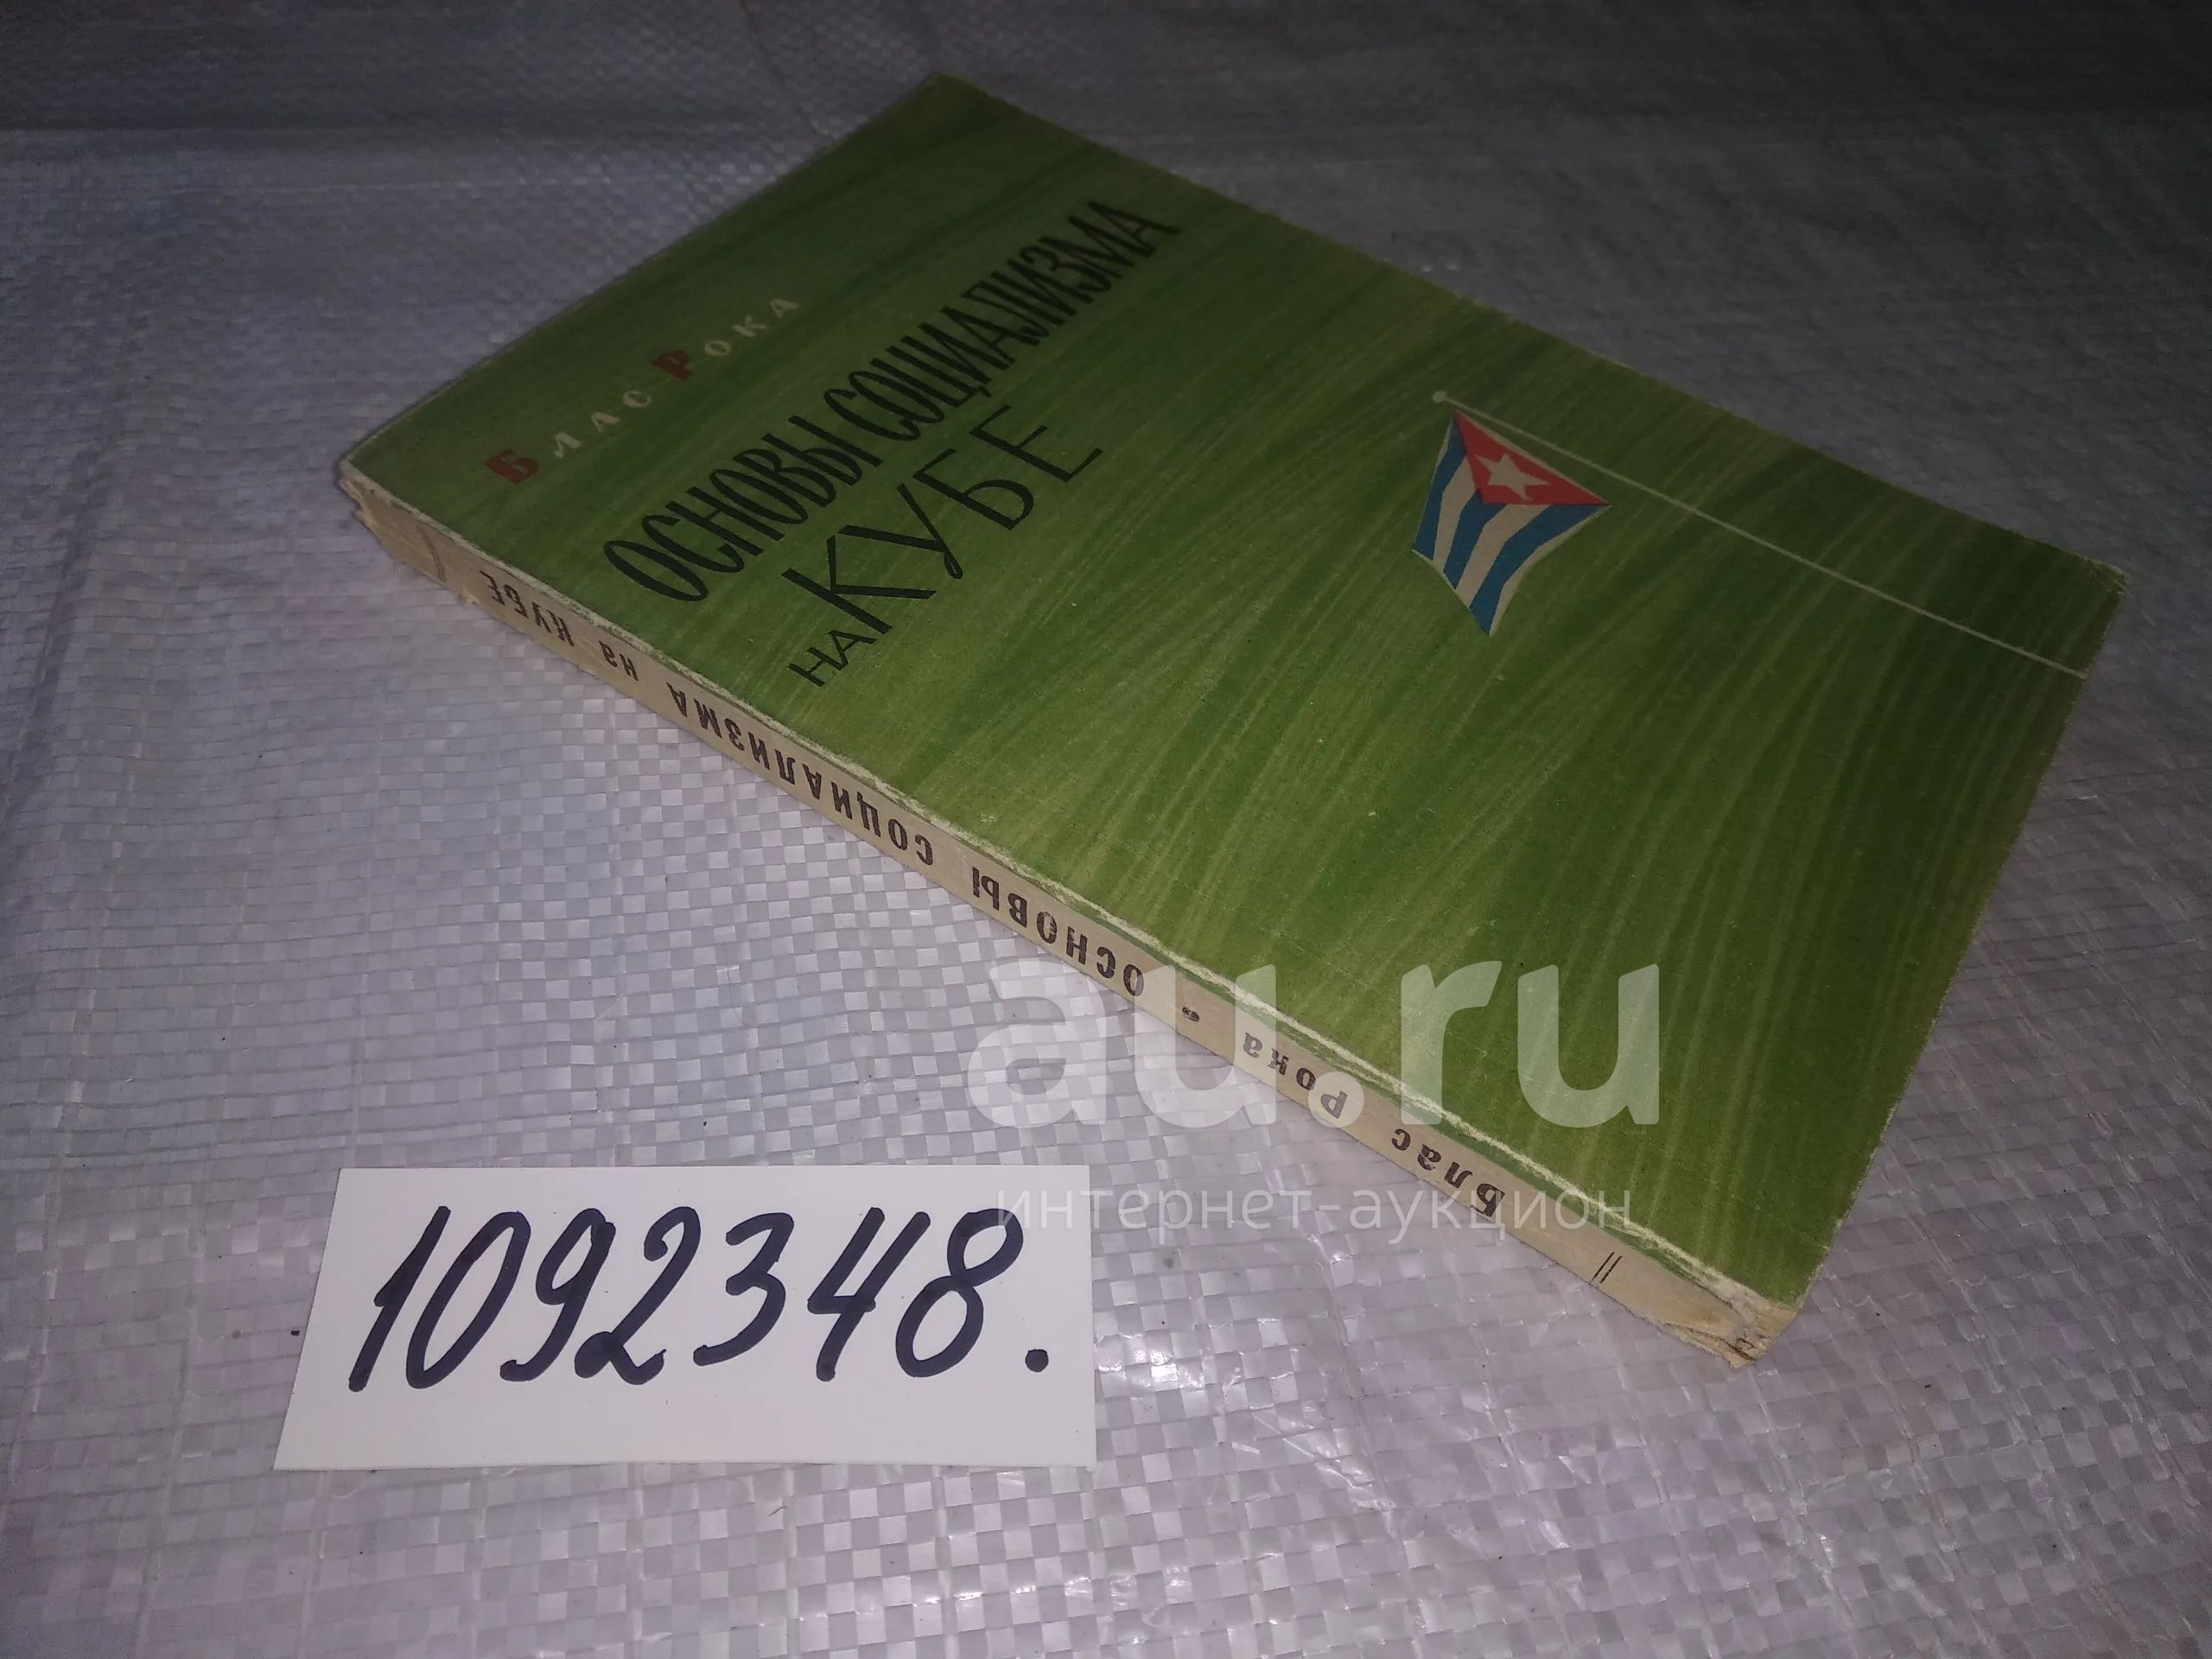 Блас Рока
ОСНОВЫ СОЦИАЛИЗМА
НА КУБЕ
Блас Рока • ОСНОВЫ СОЦИАЛИЗМА на КУБЕ
au.ru
интернет-аукцион
1092348.